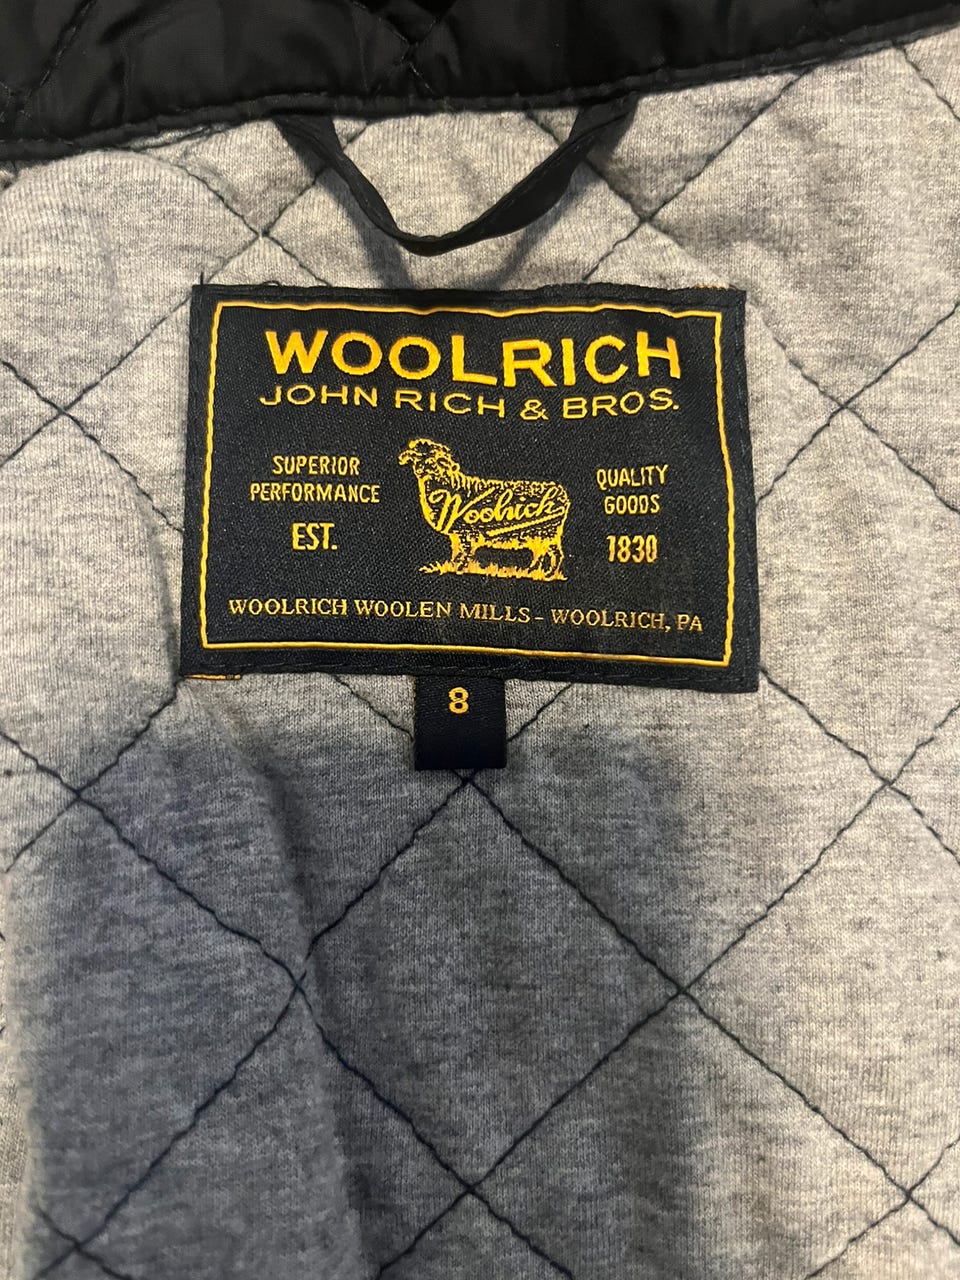 WOOLRICH
JOHN RICH & BROS.
SUPERIOR
PERFORMANCE
EST.
Woolrich
QUALITY
GOODS
1830
WOOLRICH WOOLEN MILLS - WOOLRICH, PA
8